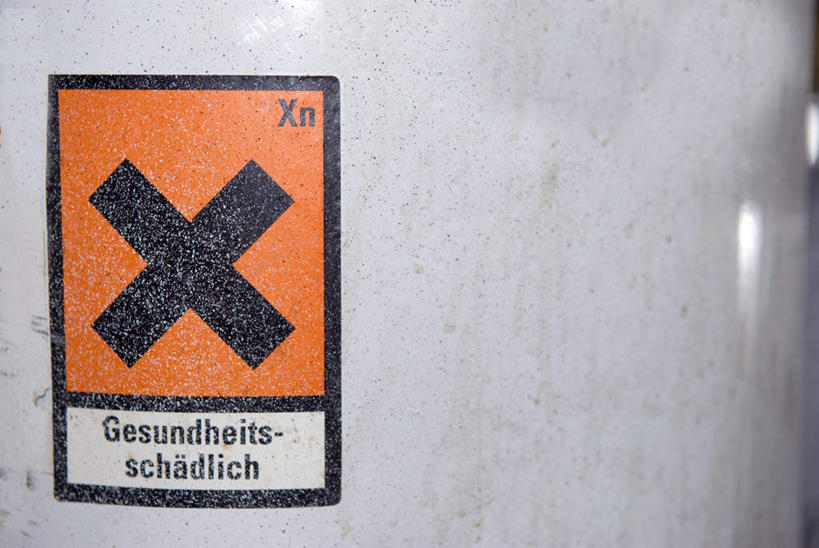 Xn
Gesundheits-
schädlich